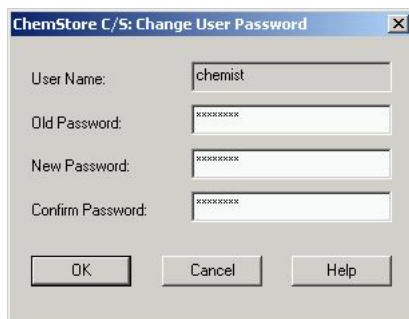 ChemStore C/S: Change User Password
User Name: chemist
Old Password: xxxxxxxx
New Password: xxxxxxxx
Confirm Password: xxxxxxxx
OK Cancel Help